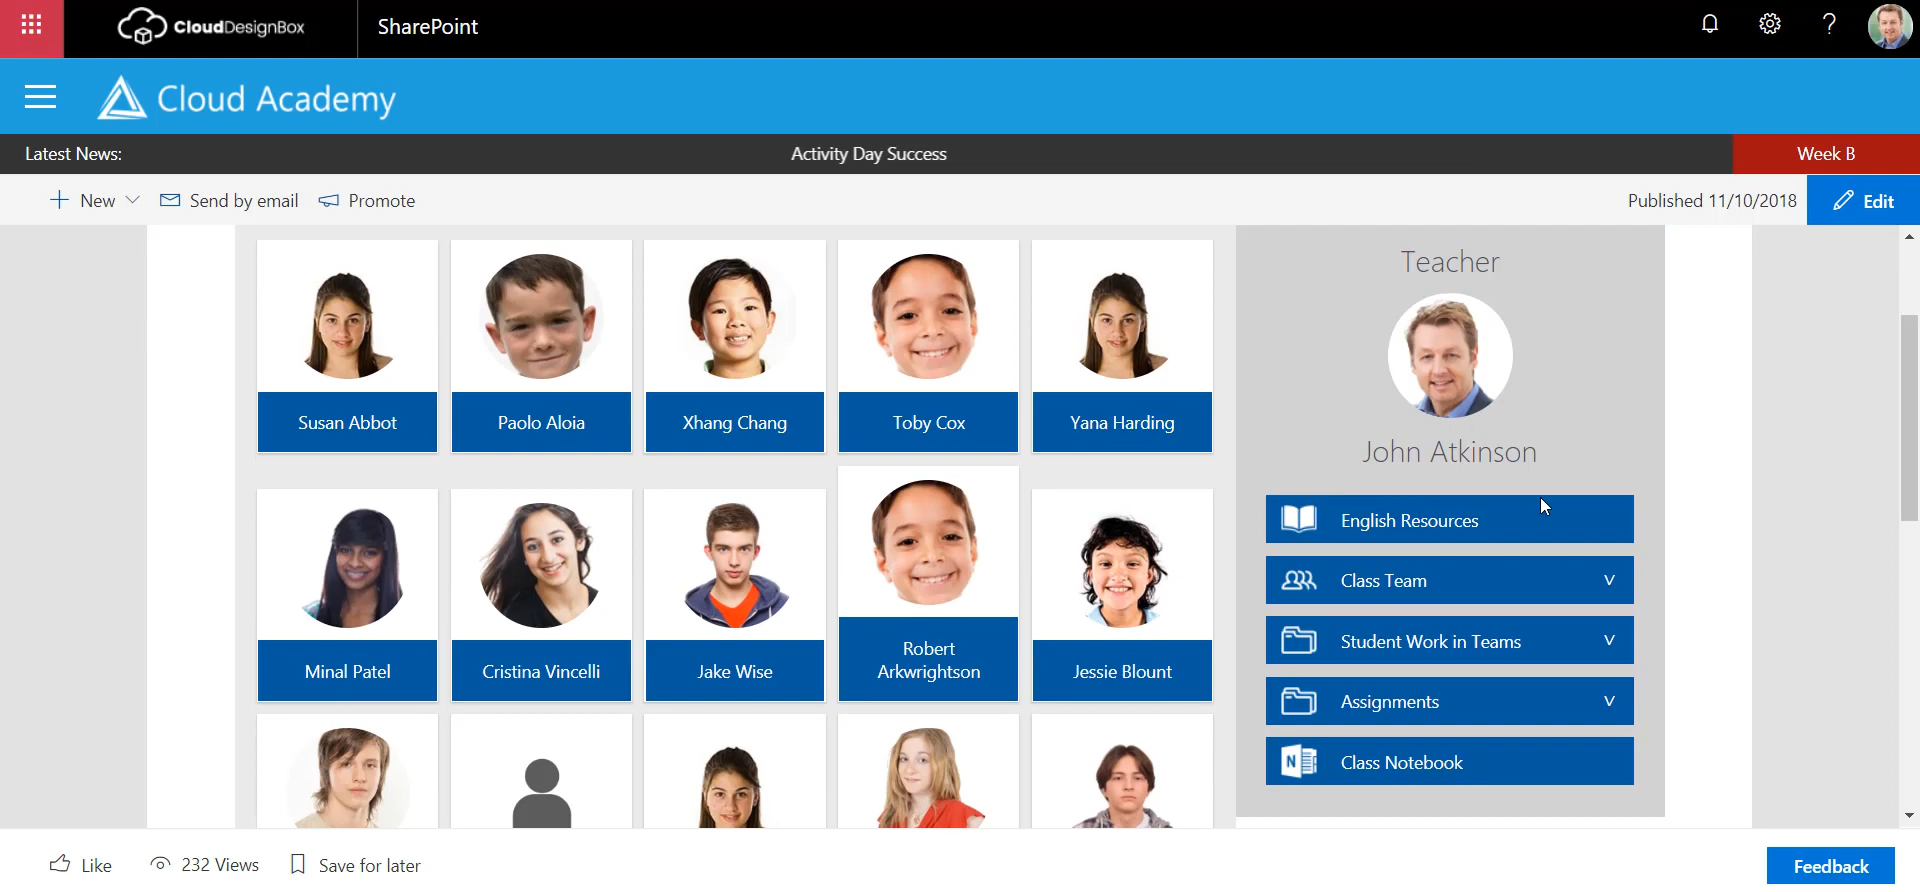 CloudDesignBox
SharePoint
Cloud Academy
Latest News:
Activity Day Success
Week B
New
Send by email
Promote
Published 11/10/2018
Edit
Susan Abbot
Paolo Aloia
Xhang Chang
Toby Cox
Yana Harding
Minal Patel
Cristina Vincelli
Jake Wise
Robert
Arkwrightson
Jessie Blount
Teacher
John Atkinson
English Resources
Class Team
Student Work in Teams
Assignments
N
Class Notebook
Like
232 Views
Save for later
Feedback